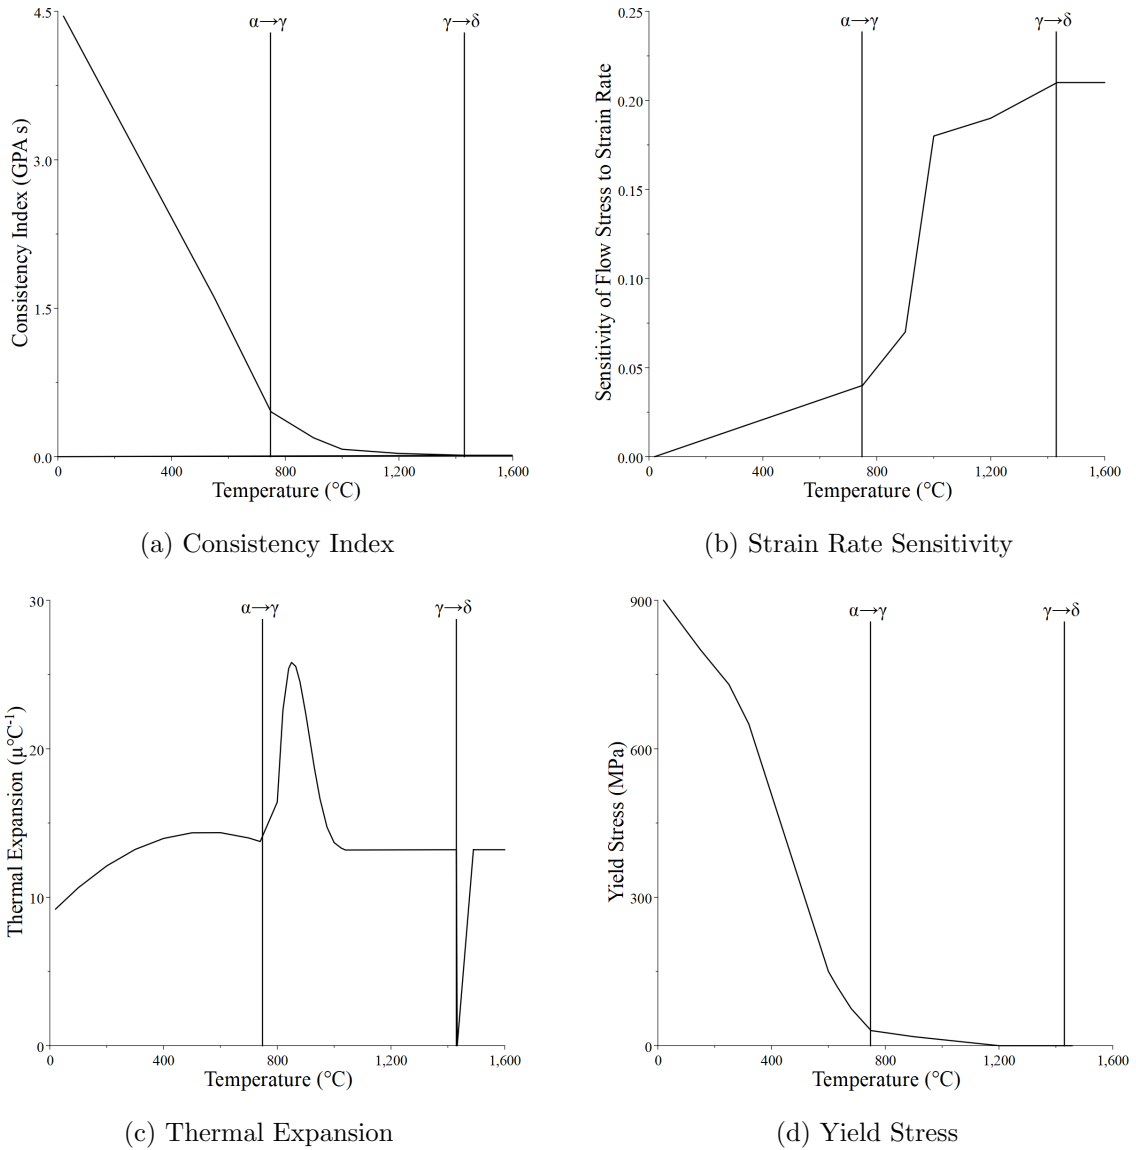 4.5
3.0
1.5
0.0
Consistency Index (GPA s)
α→γ
γ→δ
0
400
800
1,200
1,600
Temperature (°C)
(a) Consistency Index
0.25
0.20
0.15
0.10
0.05
0.00
Sensitivity of Flow Stress to Strain Rate
α→γ
γ→δ
0
400
800
1,200
1,600
Temperature (°C)
(b) Strain Rate Sensitivity
30
20
10
0
Thermal Expansion (µ°C-1)
α→γ
γ→δ
0
400
800
1,200
1,600
Temperature (°C)
(c) Thermal Expansion
900
600
300
0
Yield Stress (MPa)
α→γ
γ→δ
0
400
800
1,200
1,600
Temperature (°C)
(d) Yield Stress